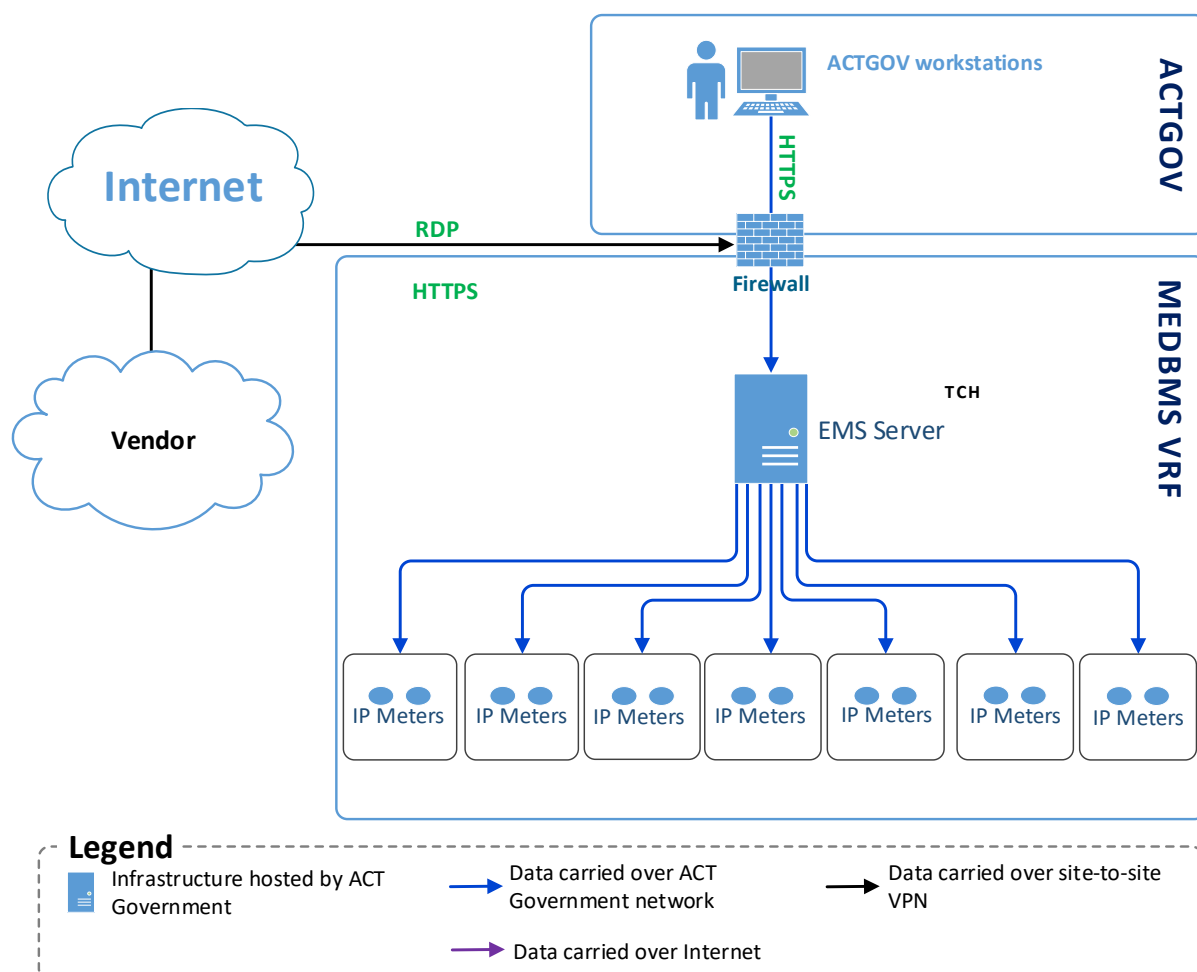 ACTGOV workstations
ACTGOV
HTTPS
Internet
RDP
Firewall
HTTPS
MEDBMS VRF
TCH
EMS Server
Vendor
IP Meters
IP Meters
IP Meters
IP Meters
IP Meters
IP Meters
IP Meters
Legend
Infrastructure hosted by ACT
Government
Data carried over ACT
Government network
Data carried over site-to-site
VPN
Data carried over Internet